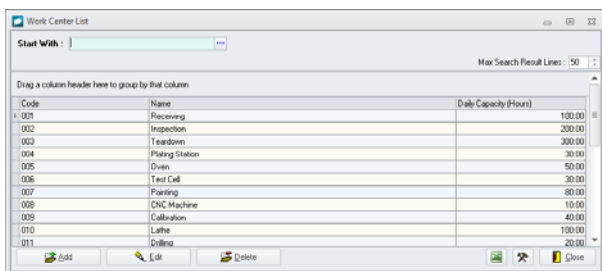 Work Center List
Start With :
Max Search Result Lines : 50
Drag a column header here to group by that column
Code Name Daily Capacity (Hours)
001 Receiving 100:00
002 Inspection 200:00
003 Teardown 300:00
004 Plating Station 30:00
005 Oven 50:00
006 Test Cell 30:00
007 Painting 80:00
008 CNC Machine 10:00
009 Calibration 40:00
010 Lathe 100:00
011 Drilling 20:00
Add Edit Delete Close